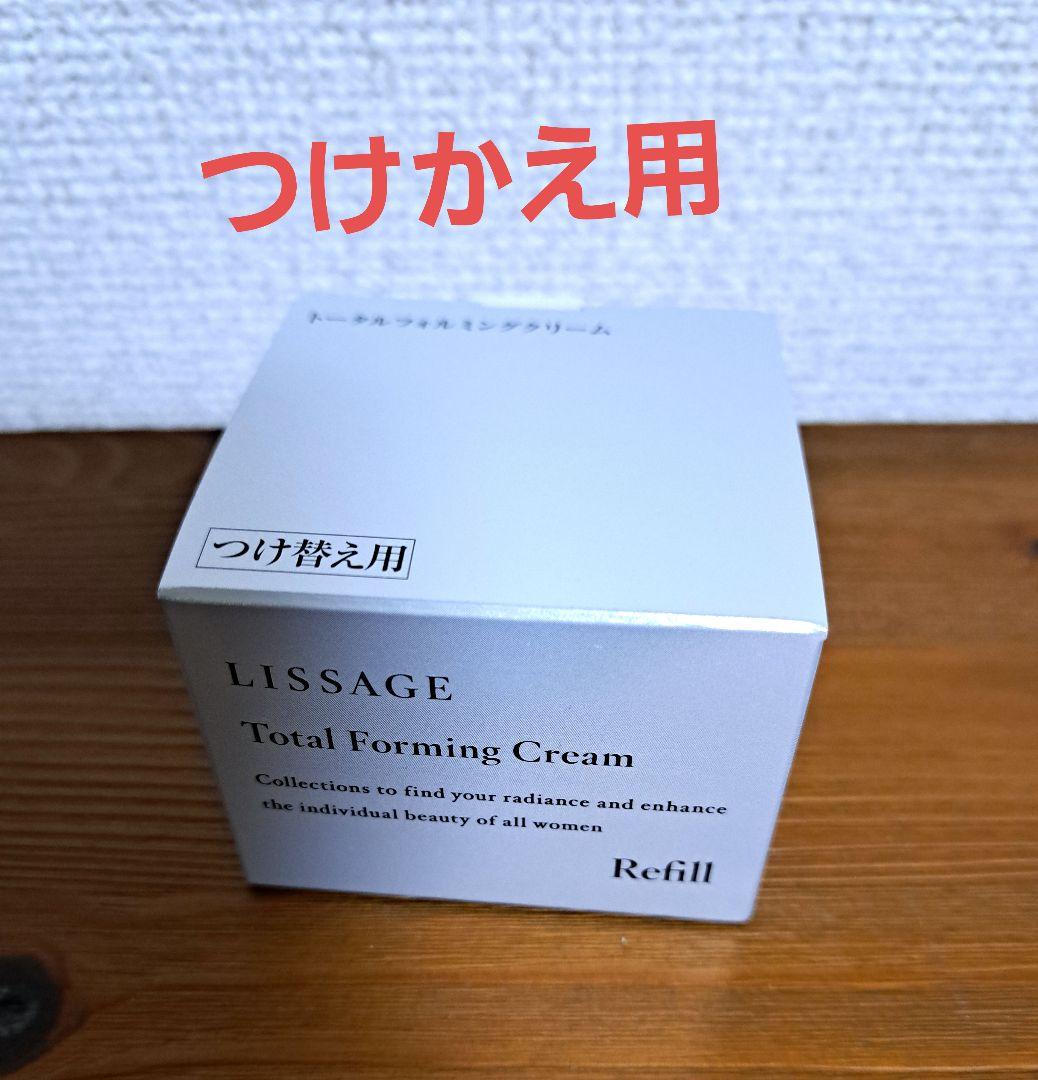 つけかえ用
トータルフォルミングクリーム
つけ替え用
LISSAGE
Total Forming Cream
Collections to find your radiance and enhance
the individual beauty of all women
Refill